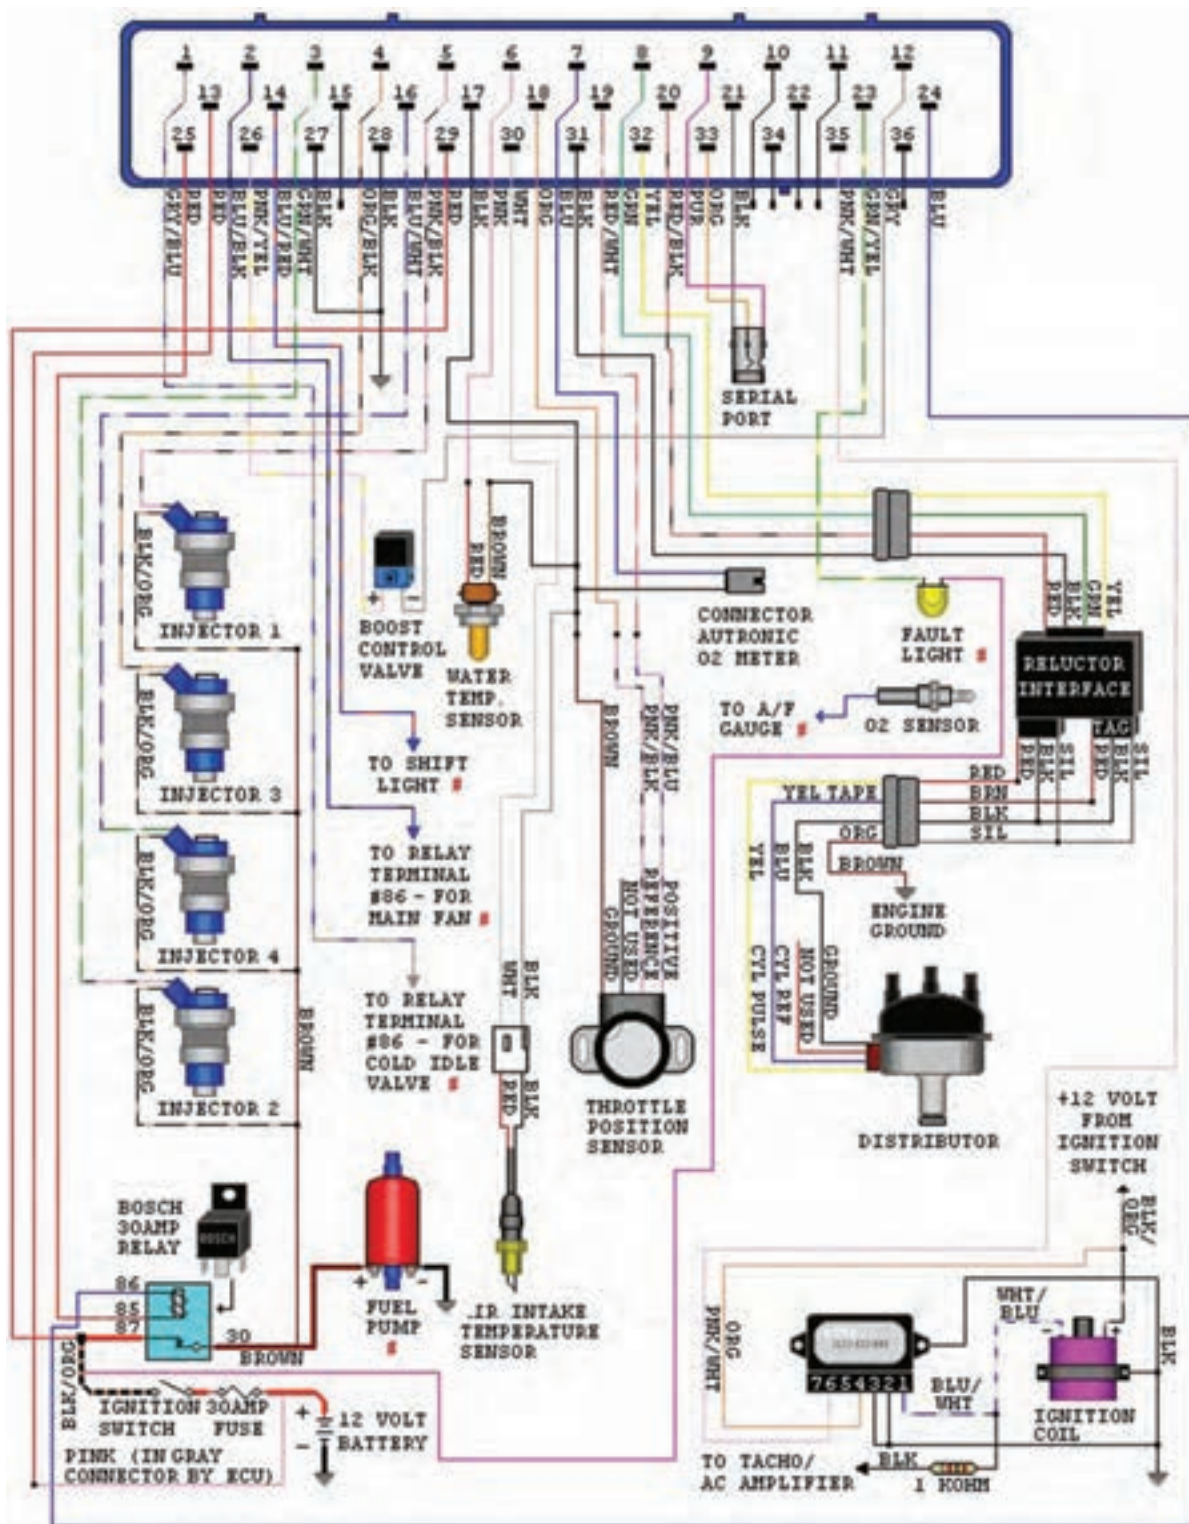 1 2 3 4 5 6 7 8 9 10 11 12
13 14 15 16 17 18 19 20 21 22 23 24
25 26 27 28 29 30 31 32 33 34 35 36
GRY/BLU
RED
RED
BLU/BLK
PNK/YEL
BLU/RED
GRN/WHT
BLK
ORG/BLK
BLK
BLU/WHT
PNK/BLK
RED
BLK
PNK
WHT
ORG
BLU
BLK
RED/WHT
GRN
YEL
RED/BLK
PUR
ORG
BLK
PNK/WHT
GRN/YEL
GRY
BLU
SERIAL
PORT
BLK/ORG
INJECTOR 1
BLK/ORG
INJECTOR 3
BLK/ORG
INJECTOR 4
BLK/ORG
INJECTOR 2
BROWN
+ -
BOOST
CONTROL
VALVE
RED
BROWN
WATER
TEMP.
SENSOR
CONNECTOR
AUTRONIC
O2 METER
FAULT
LIGHT #
RED
BLK
GRN
YEL
RELUCTOR
INTERFACE
TAG
RED
BLK
SIL
RED
BLK
SIL
TO A/F
GAUGE #
O2 SENSOR
TO SHIFT
LIGHT #
TO RELAY
TERMINAL
#86 - FOR
MAIN FAN #
TO RELAY
TERMINAL
#86 - FOR
COLD IDLE
VALVE #
BROWN
PNK/BLK
PNK/BLU
GROUND
NOT USED
REFERENCE
POSITIVE
THROTTLE
POSITION
SENSOR
YEL TAPE
ORG
BROWN
RED
BRN
BLK
SIL
YEL
BLU
BLK
ENGINE
GROUND
CYL PULSE
CYL REF
NOT USED
GROUND
DISTRIBUTOR
WHT
BLK
RED
BLK
IR INTAKE
TEMPERATURE
SENSOR
+12 VOLT
FROM
IGNITION
SWITCH
BLK/
ORG
BOSCH
30AMP
RELAY
BOSCH
86
85
87
30
BROWN
+ -
FUEL
PUMP
#
BLK/ORG
IGNITION
SWITCH
30AMP
FUSE
+
-
12 VOLT
BATTERY
PINK (IN GRAY
CONNECTOR BY ECU)
PNK/WHT
ORG
7654321
WHT/
BLU
- +
BLK
BLU/
WHT
IGNITION
COIL
TO TACHO/
AC AMPLIFIER
BLK
1 KOHM